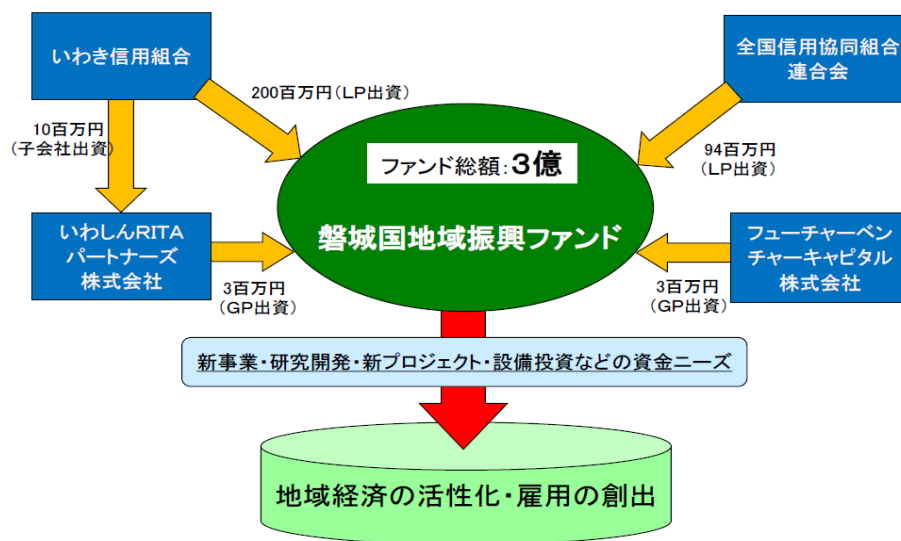 いわき信用組合
全国信用協同組合
連合会
200百万円(LP出資)
10百万円
(子会社出資)
94百万円
(LP出資)
ファンド総額:3億
磐城国地域振興ファンド
いわしんRITA
パートナーズ
株式会社
フューチャーベン
チャーキャピタル
株式会社
3百万円
(GP出資)
3百万円
(GP出資)
新事業・研究開発・新プロジェクト・設備投資などの資金ニーズ
地域経済の活性化・雇用の創出